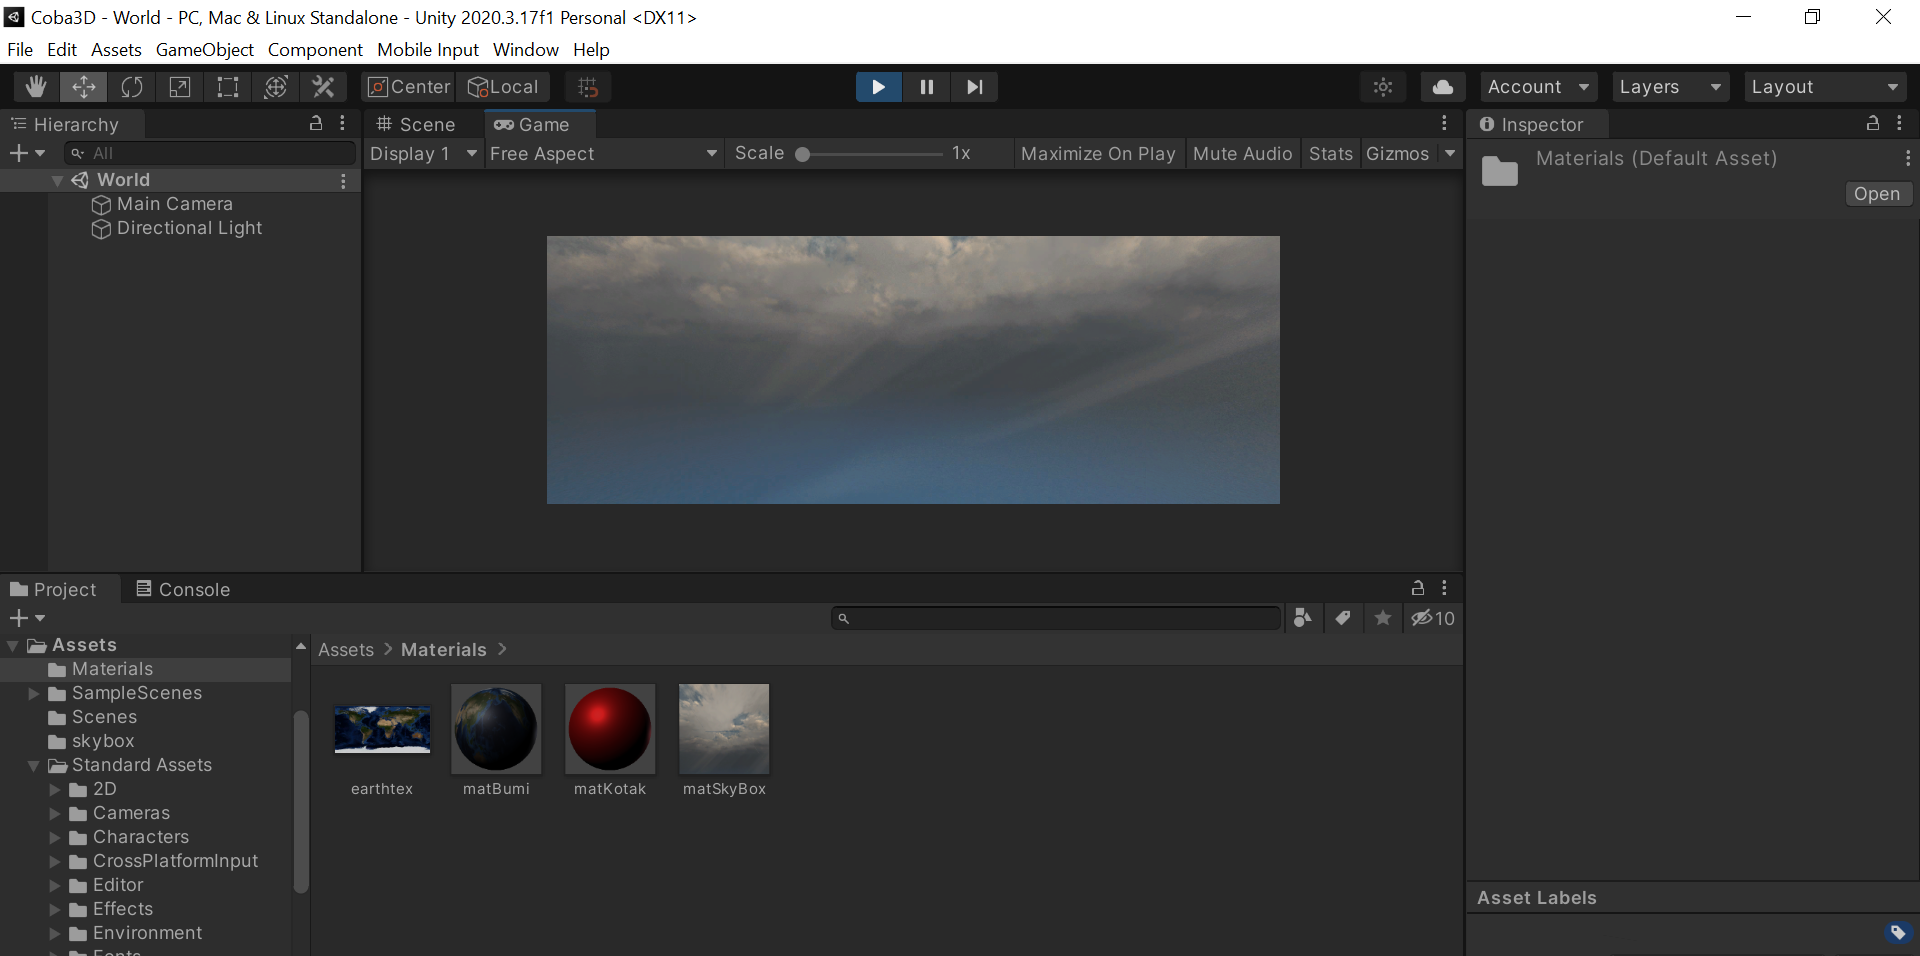 Coba3D - World - PC, Mac & Linux Standalone - Unity 2020.3.17f1 Personal <DX11>
File Edit Assets GameObject Component Mobile Input Window Help
Center Local Account Layers Layout
Hierarchy
All
World
Main Camera
Directional Light
Scene Game
Display 1 Free Aspect Scale 1x Maximize On Play Mute Audio Stats Gizmos
Inspector
Materials (Default Asset)
Open
Project Console
10
Assets
Materials
SampleScenes
Scenes
skybox
Standard Assets
2D
Cameras
Characters
CrossPlatformInput
Editor
Effects
Environment
Fonts
Assets > Materials >
earthtex matBumi matKotak matSkyBox
Asset Labels